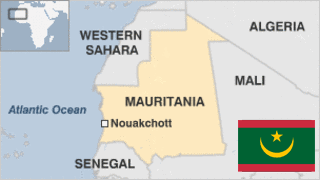 ALGERIA
WESTERN
SAHARA
MALI
MAURITANIA
Atlantic Ocean
Nouakchott
SENEGAL